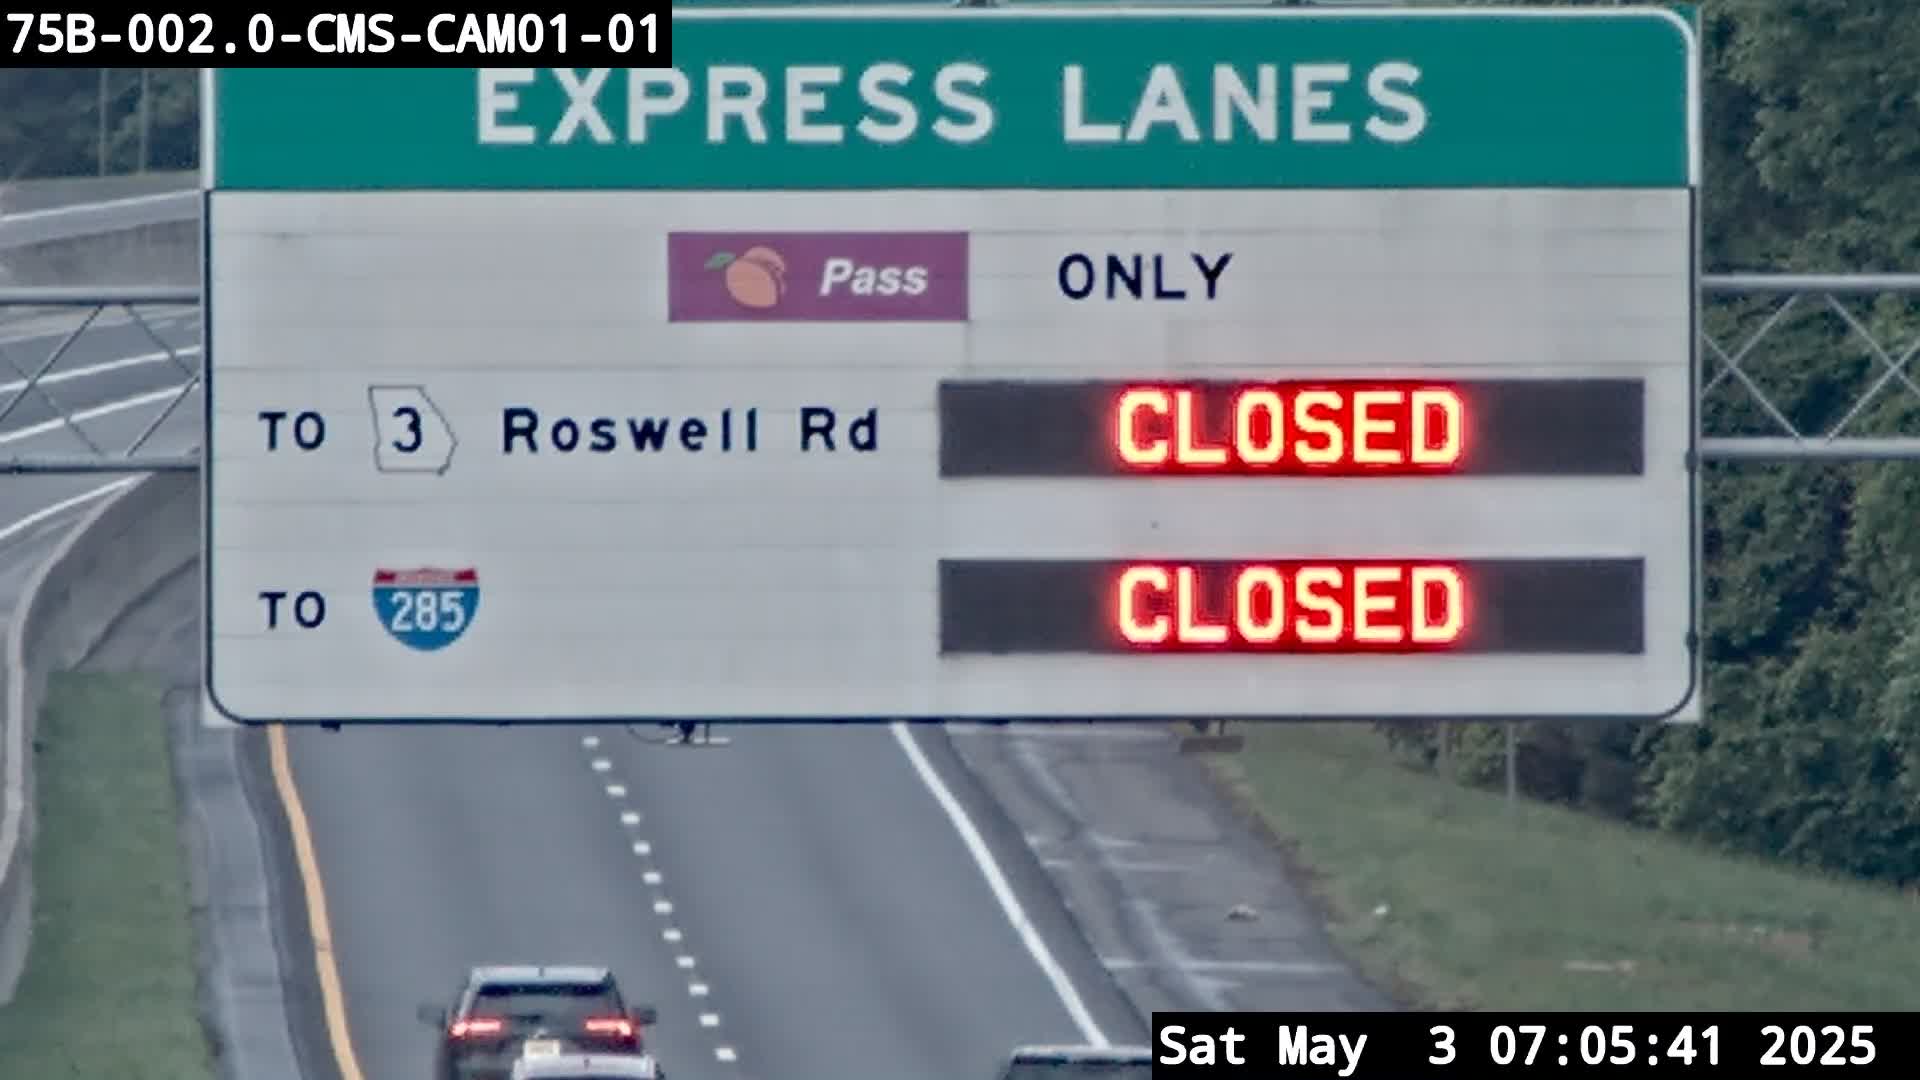 75B-002.0-CMS-CAM01-01
EXPRESS LANES
Pass ONLY
TO 3 Roswell Rd CLOSED
TO 285 CLOSED
Sat May 3 07:05:41 2025